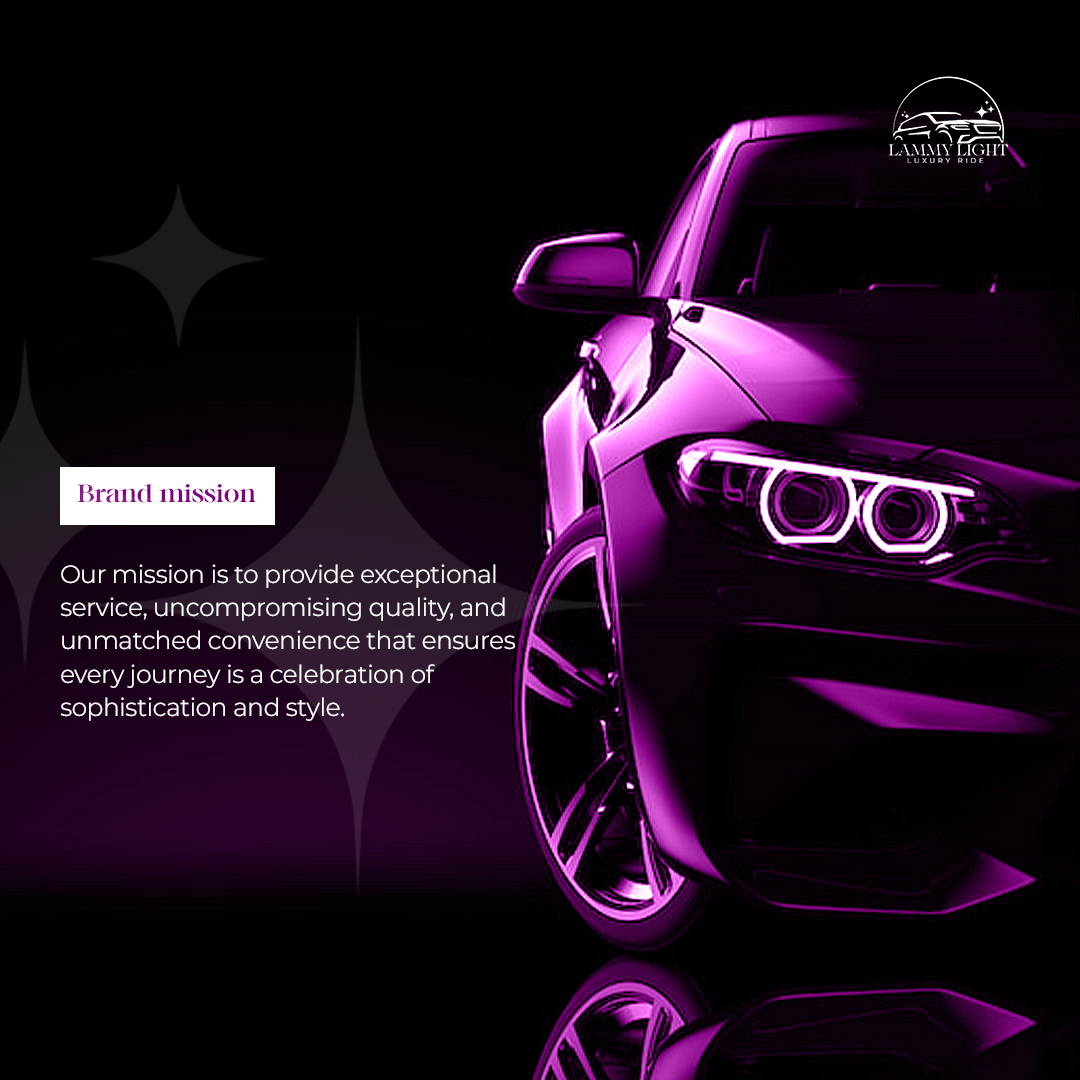 LAMMY LIGHT
LUXURY RIDE
Brand mission
Our mission is to provide exceptional
service, uncompromising quality, and
unmatched convenience that ensures
every journey is a celebration of
sophistication and style.